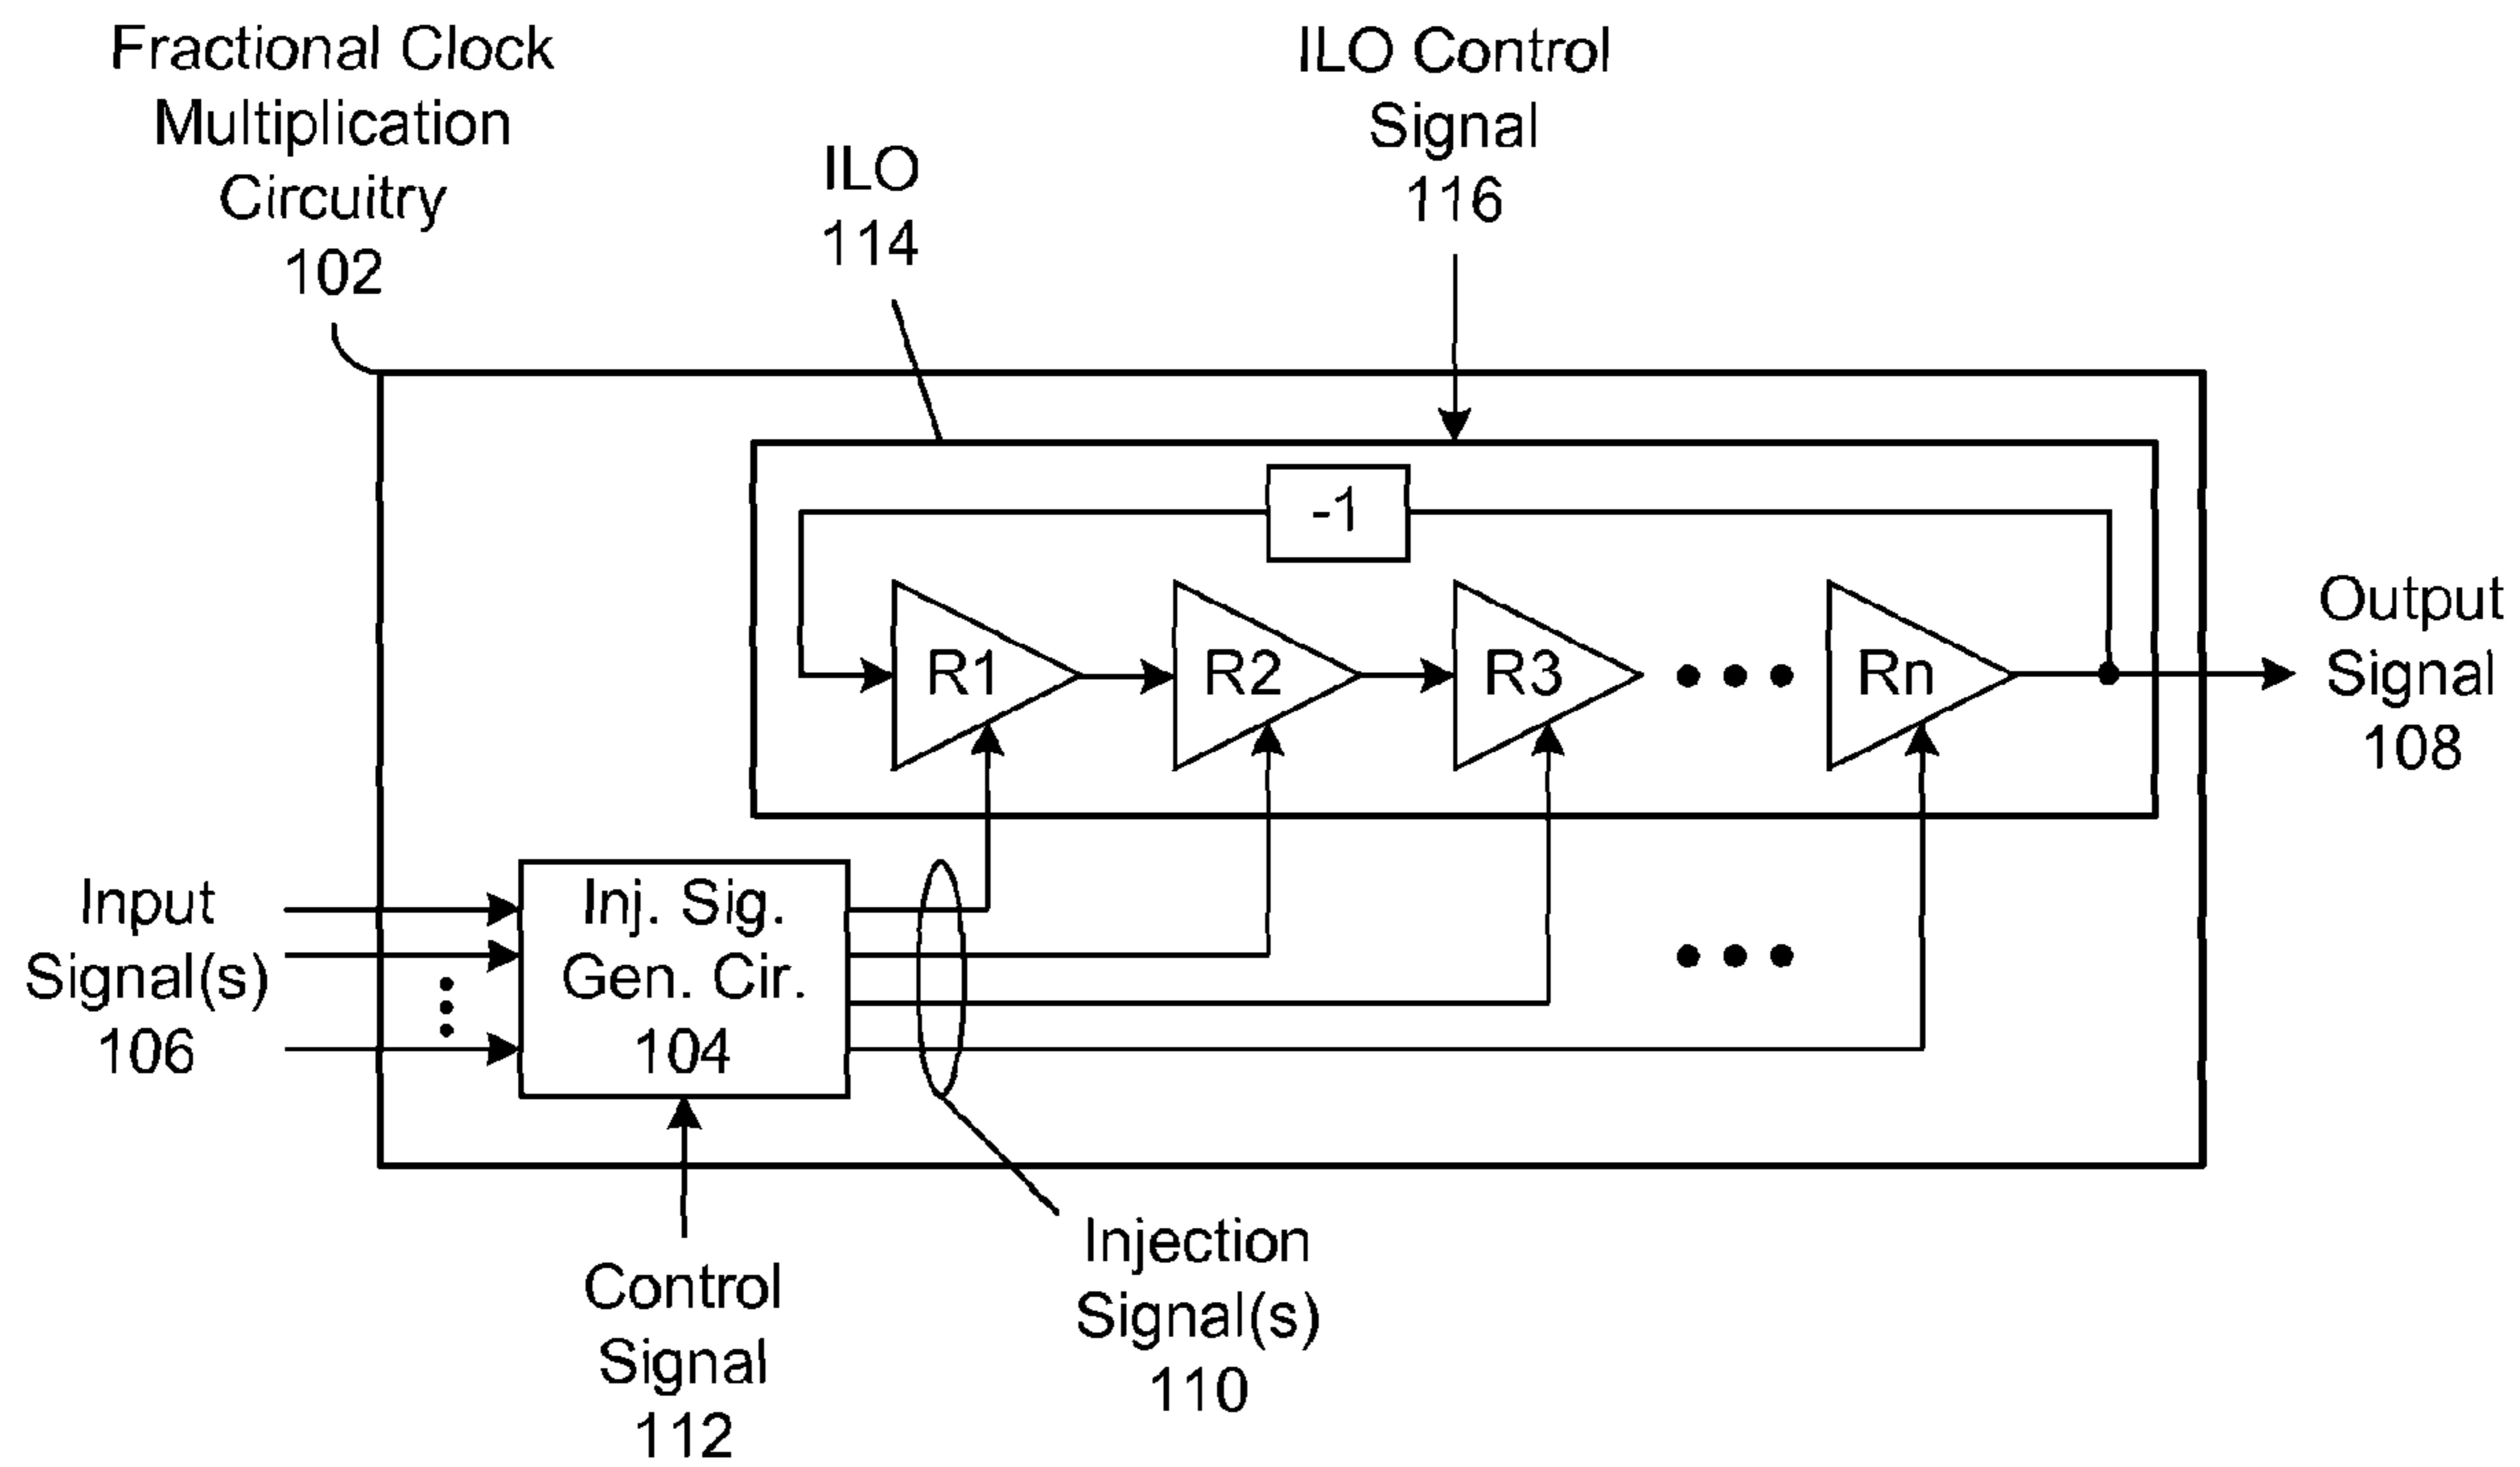 Fractional Clock
Multiplication
Circuitry
102
ILO
114
ILO Control
Signal
116
-1
R1
R2
R3
Rn
Output
Signal
108
Input
Signal(s)
106
Inj. Sig.
Gen. Cir.
104
Control
Signal
112
Injection
Signal(s)
110